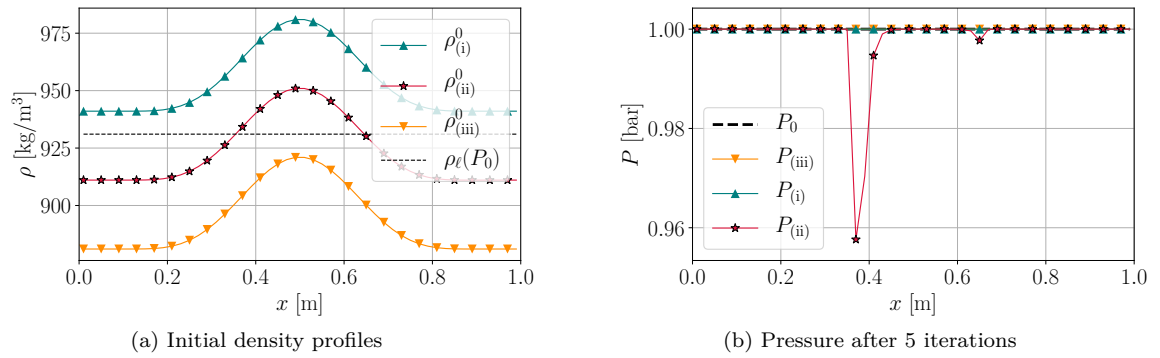 975
950
925
900
ρ [kg/m³]
0.0 0.2 0.4 0.6 0.8 1.0
x [m]
ρ⁰₍ᵢ₎
ρ⁰₍ᵢᵢ₎
ρ⁰₍ᵢᵢᵢ₎
ρ_ℓ(P₀)
(a) Initial density profiles
1.00
0.98
0.96
P [bar]
0.0 0.2 0.4 0.6 0.8 1.0
x [m]
P₀
P₍ᵢᵢᵢ₎
P₍ᵢ₎
P₍ᵢᵢ₎
(b) Pressure after 5 iterations